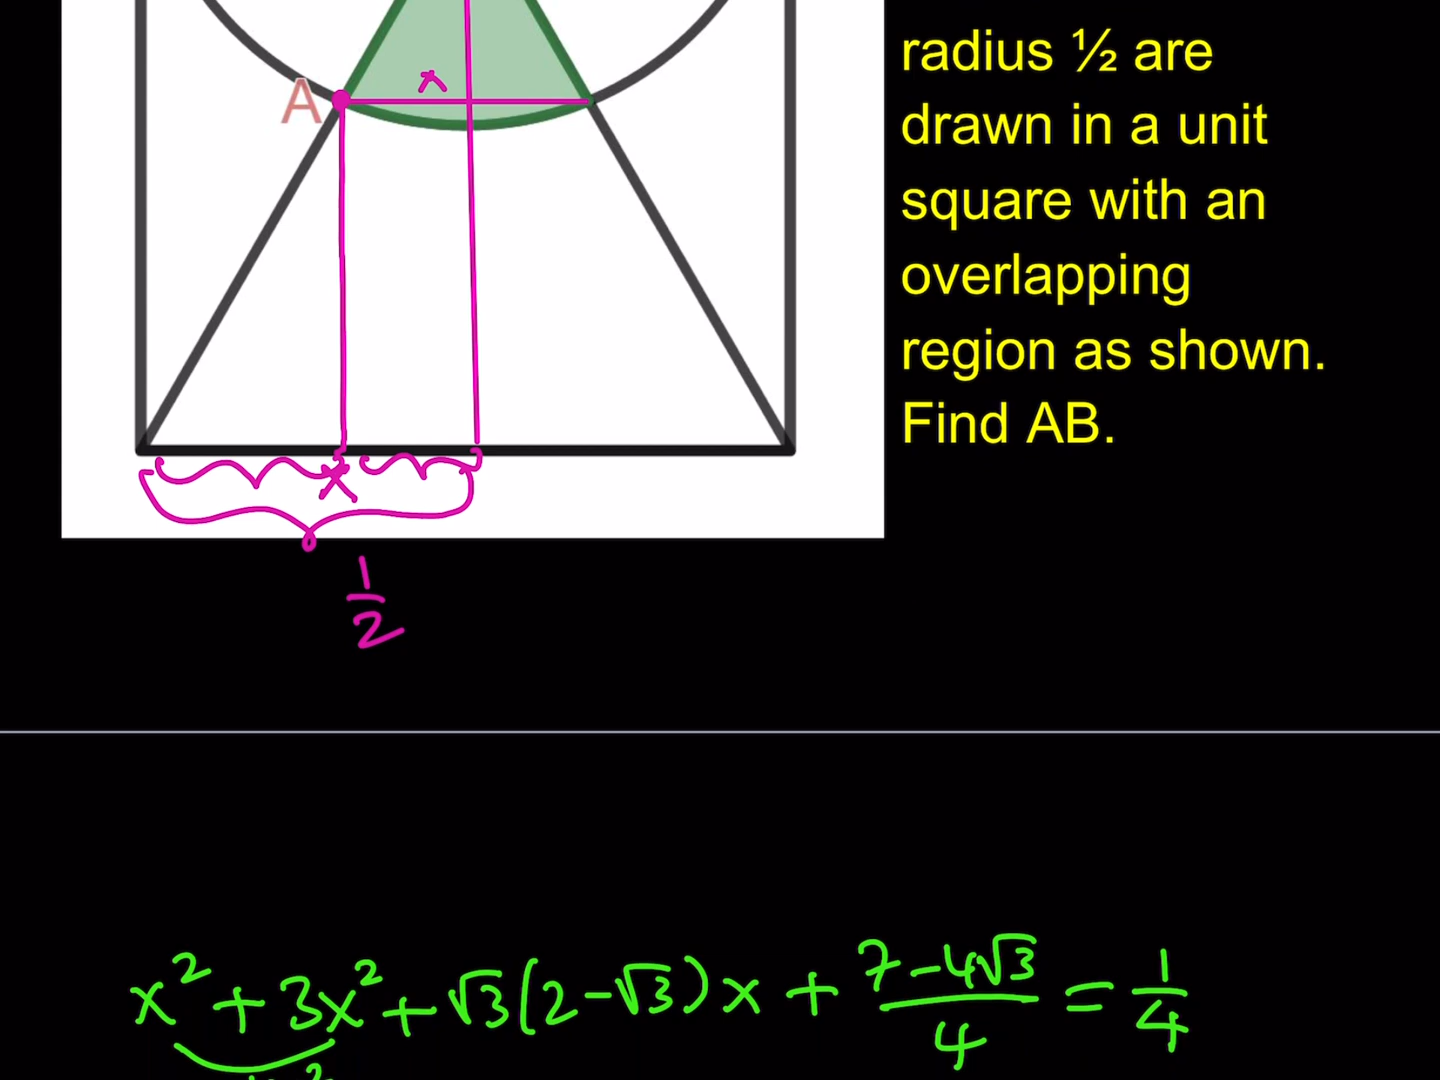 radius ½ are
drawn in a unit
square with an
overlapping
region as shown.
Find AB.
A
x
x
1/2
x² + 3x² + √3(2-√3)x + (7-4√3)/4 = 1/4